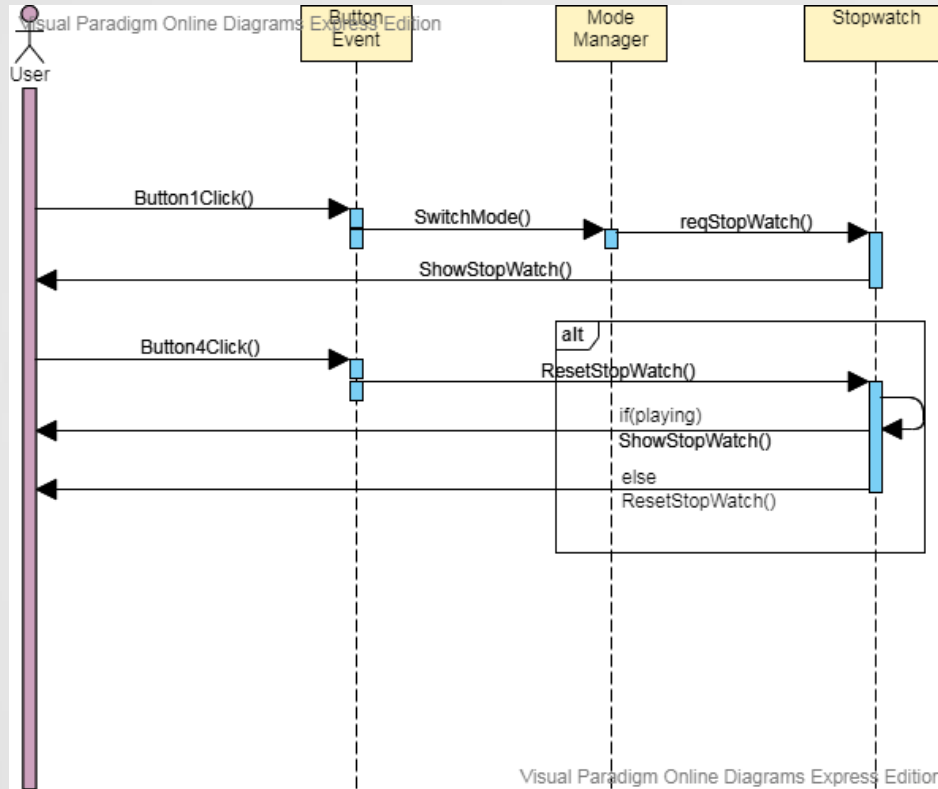 Visual Paradigm Online Diagrams Express Edition
Button
Event
Mode
Manager
Stopwatch
User
Button1Click()
SwitchMode()
reqStopWatch()
ShowStopWatch()
alt
Button4Click()
ResetStopWatch()
if(playing)
ShowStopWatch()
else
ResetStopWatch()
Visual Paradigm Online Diagrams Express Edition